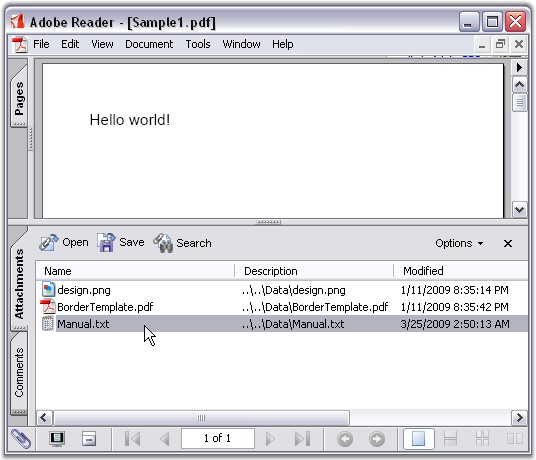 Adobe Reader - [Sample1.pdf]
File Edit View Document Tools Window Help
Pages
Hello world!
Attachments
Comments
Open Save Search Options
Name Description Modified
design.png ..\..\Data\design.png 1/11/2009 8:35:14 PM
BorderTemplate.pdf ..\..\Data\BorderTemplate.pdf 1/11/2009 8:35:42 PM
Manual.txt ..\..\Data\Manual.txt 3/25/2009 2:50:13 AM
1 of 1